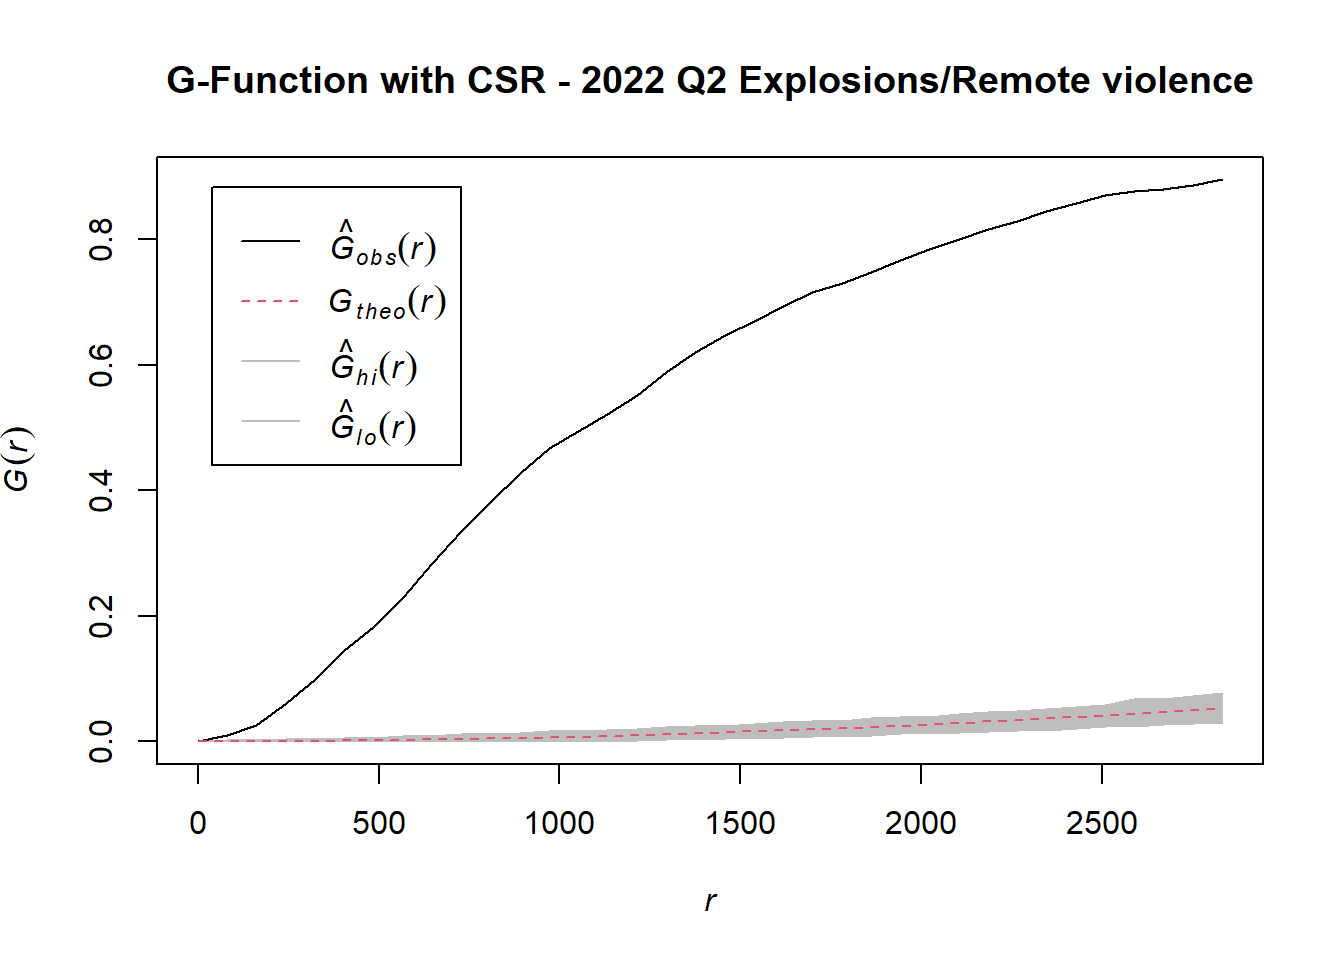 G-Function with CSR - 2022 Q2 Explosions/Remote violence
Ĝobs(r)
Gtheo(r)
Ĝhi(r)
Ĝlo(r)
G(r)
0.8
0.6
0.4
0.2
0.0
0 500 1000 1500 2000 2500
r